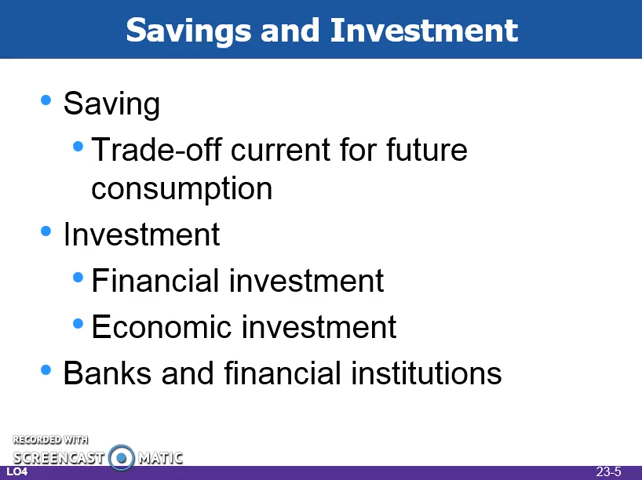 Savings and Investment
• Saving
• Trade-off current for future
consumption
• Investment
• Financial investment
• Economic investment
• Banks and financial institutions
RECORDED WITH
SCREENCAST MATIC
LO4
23-5